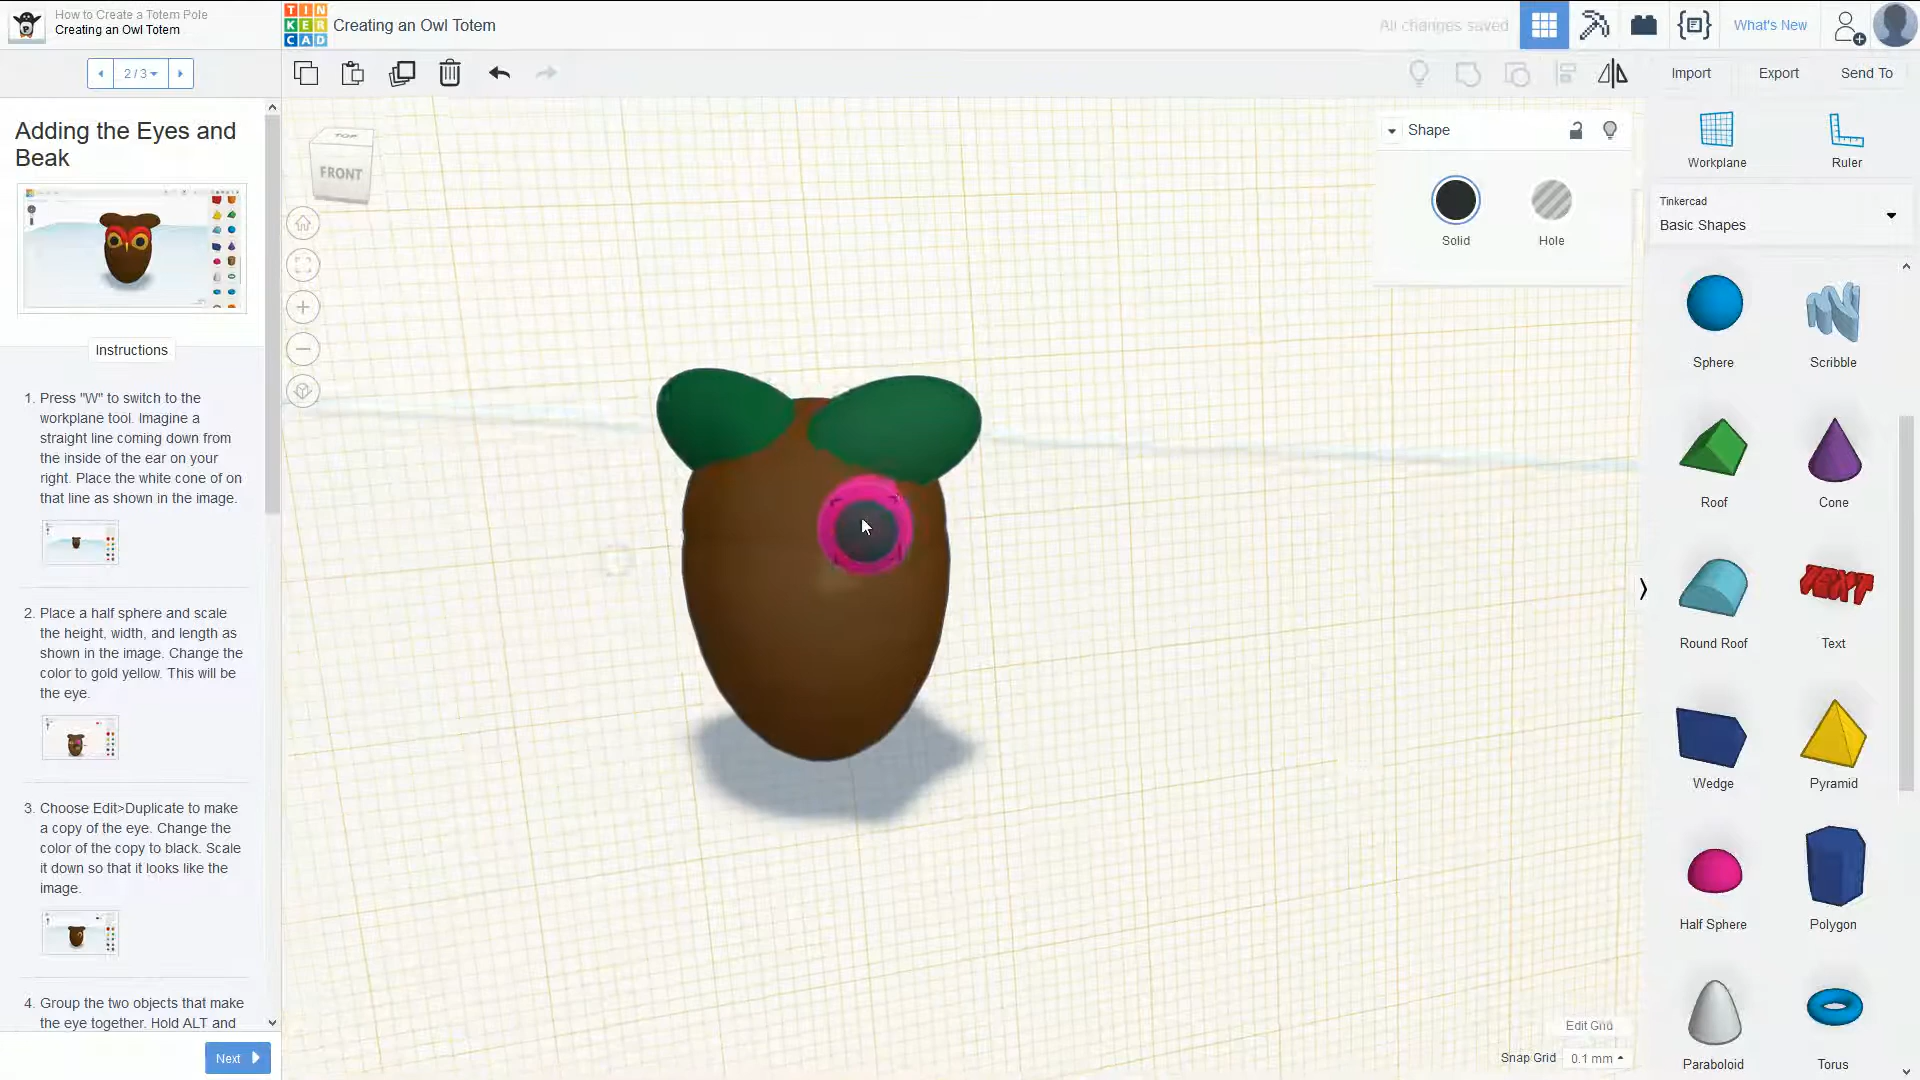 How to Create a Totem Pole
Creating an Owl Totem
TIN
KER
CAD
Creating an Owl Totem
All changes saved
What's New
2 / 3
Import
Export
Send To
Adding the Eyes and
Beak
TOP
FRONT
Shape
Solid
Hole
Workplane
Ruler
Tinkercad
Basic Shapes
Instructions
1. Press "W" to switch to the
workplane tool. Imagine a
straight line coming down from
the inside of the ear on your
right. Place the white cone of on
that line as shown in the image.
2. Place a half sphere and scale
the height, width, and length as
shown in the image. Change the
color to gold yellow. This will be
the eye.
3. Choose Edit>Duplicate to make
a copy of the eye. Change the
color of the copy to black. Scale
it down so that it looks like the
image.
4. Group the two objects that make
the eye together. Hold ALT and
Next
Sphere
Scribble
Roof
Cone
Round Roof
TEXT
Text
Wedge
Pyramid
Half Sphere
Polygon
Paraboloid
Torus
Edit Grid
Snap Grid 0.1 mm